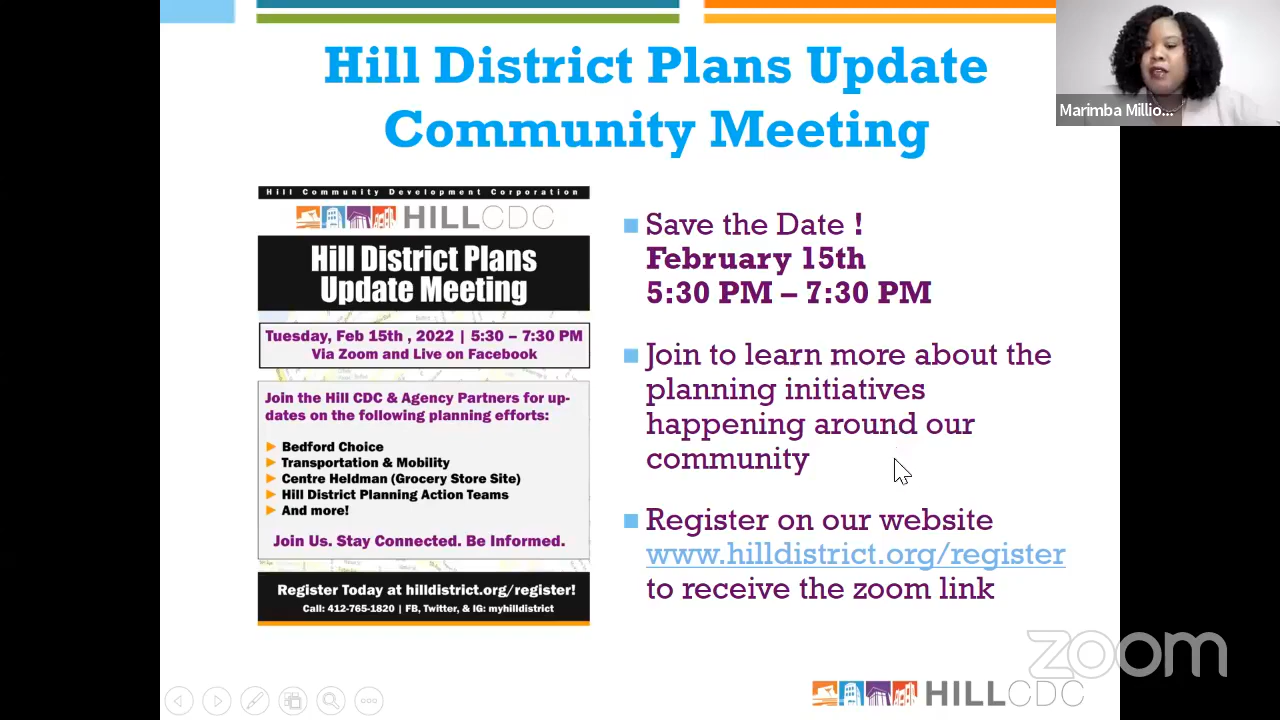 Hill District Plans Update
Community Meeting
Marimba Millio...
Hill Community Development Corporation
HILLCDC
Hill District Plans
Update Meeting
Tuesday, Feb 15th , 2022 | 5:30 – 7:30 PM
Via Zoom and Live on Facebook
Join the Hill CDC & Agency Partners for up-
dates on the following planning efforts:
Bedford Choice
Transportation & Mobility
Centre Heldman (Grocery Store Site)
Hill District Planning Action Teams
And more!
Join Us. Stay Connected. Be Informed.
Register Today at hilldistrict.org/register!
Call: 412-765-1820 | FB, Twitter, & IG: myhilldistrict
Save the Date !
February 15th
5:30 PM – 7:30 PM
Join to learn more about the
planning initiatives
happening around our
community
Register on our website
www.hilldistrict.org/register
to receive the zoom link
zoom
HILLCDC